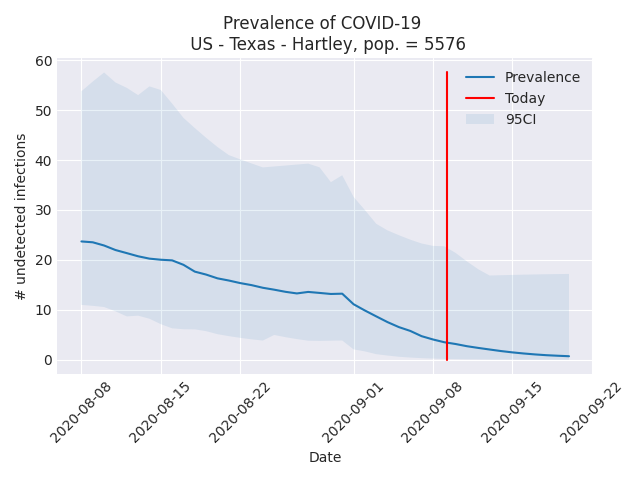 Prevalence of COVID-19
US - Texas - Hartley, pop. = 5576
60
50
40
30
20
10
0
# undetected infections
Prevalence
Today
95CI
2020-08-08
2020-08-15
2020-08-22
2020-09-01
2020-09-08
2020-09-15
2020-09-22
Date